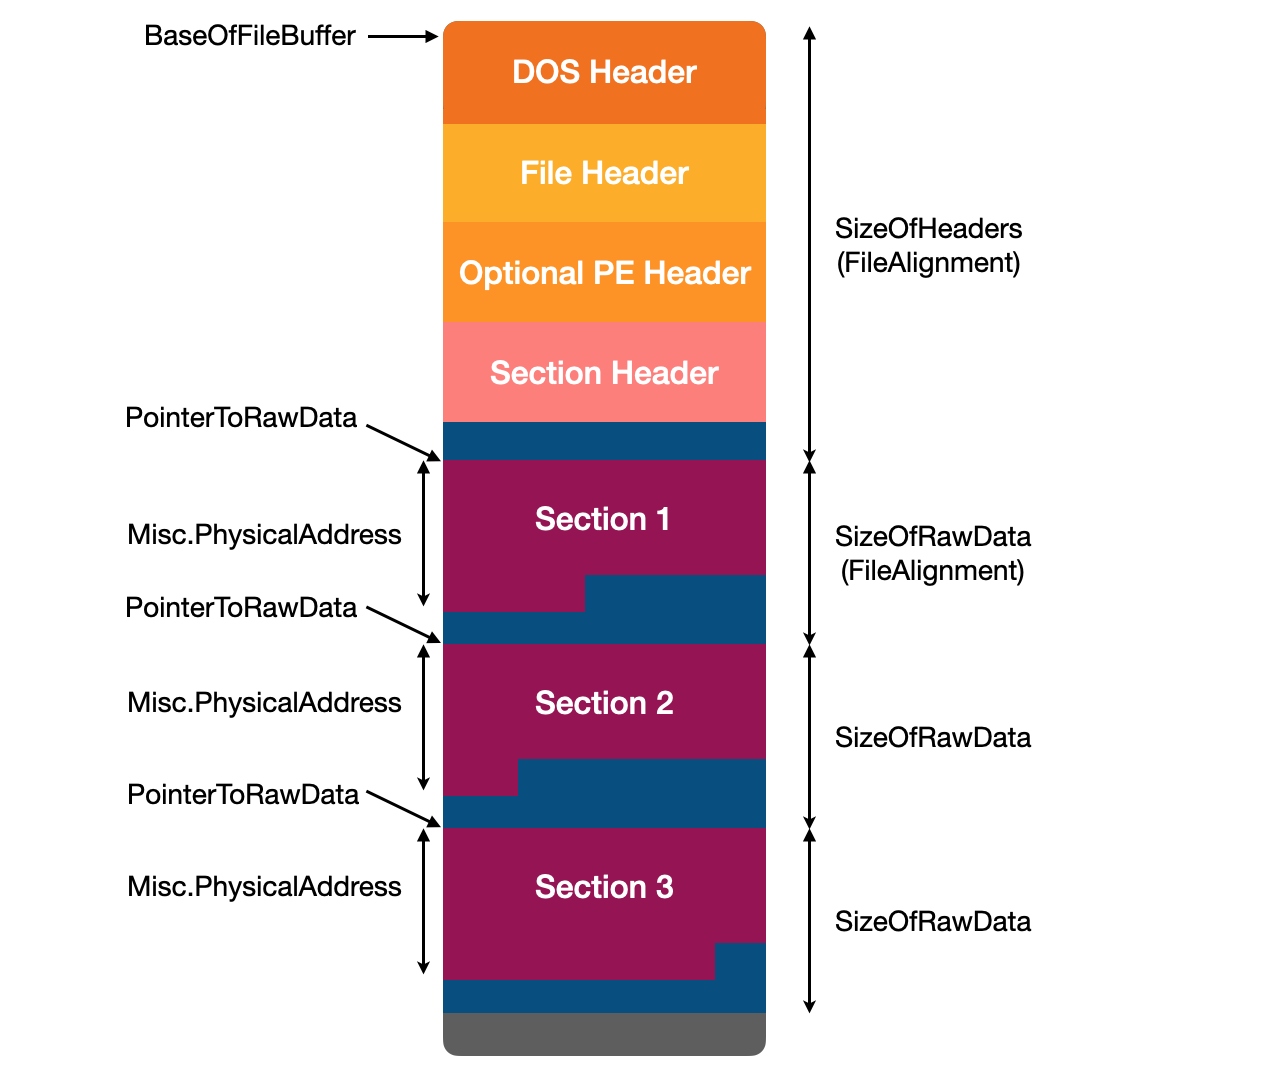 BaseOfFileBuffer
DOS Header
File Header
SizeOfHeaders
(FileAlignment)
Optional PE Header
Section Header
PointerToRawData
Section 1
Misc.PhysicalAddress
SizeOfRawData
(FileAlignment)
PointerToRawData
Section 2
Misc.PhysicalAddress
SizeOfRawData
PointerToRawData
Section 3
Misc.PhysicalAddress
SizeOfRawData